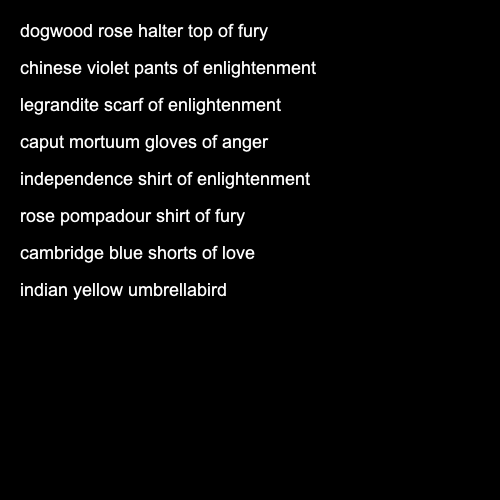 dogwood rose halter top of fury
chinese violet pants of enlightenment
legrandite scarf of enlightenment
caput mortuum gloves of anger
independence shirt of enlightenment
rose pompadour shirt of fury
cambridge blue shorts of love
indian yellow umbrellabird